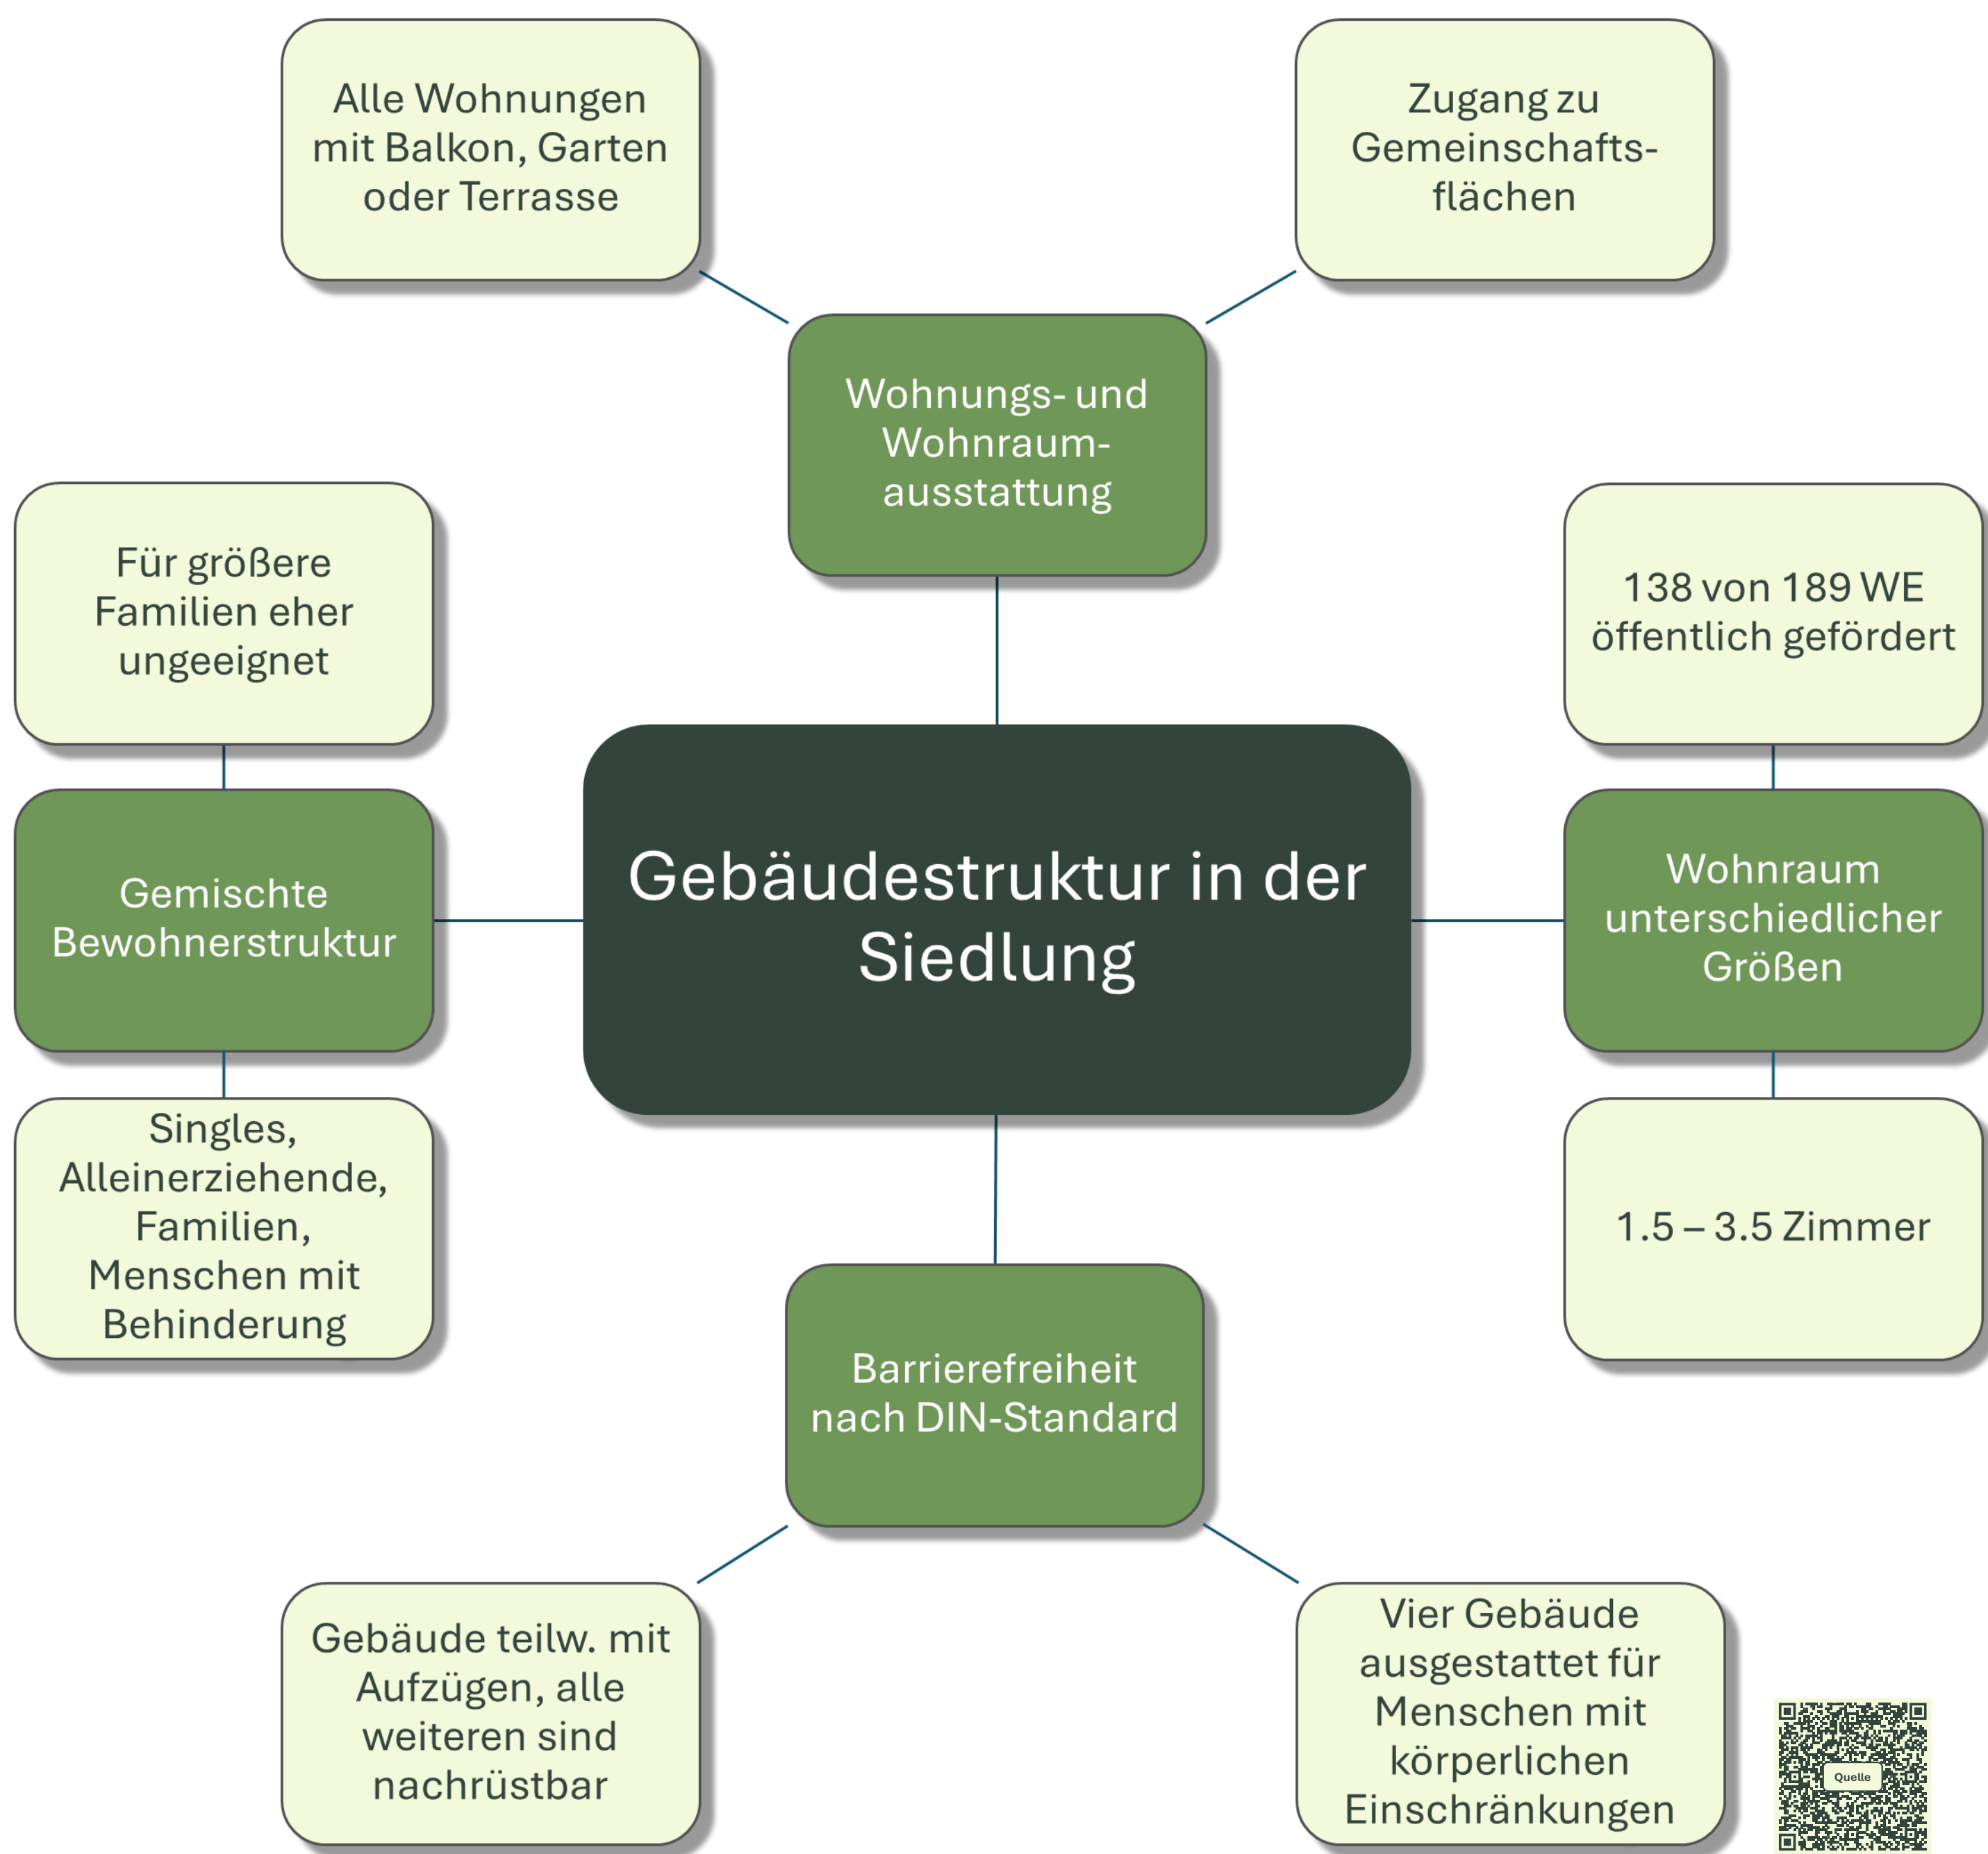 Alle Wohnungen
mit Balkon, Garten
oder Terrasse
Zugang zu
Gemeinschafts-
flächen
Wohnungs- und
Wohnraum-
ausstattung
Für größere
Familien eher
ungeeignet
138 von 189 WE
öffentlich gefördert
Gemischte
Bewohnerstruktur
Gebäudestruktur in der
Siedlung
Wohnraum
unterschiedlicher
Größen
Singles,
Alleinerziehende,
Familien,
Menschen mit
Behinderung
1.5 – 3.5 Zimmer
Barrierefreiheit
nach DIN-Standard
Gebäude teilw. mit
Aufzügen, alle
weiteren sind
nachrüstbar
Vier Gebäude
ausgestattet für
Menschen mit
körperlichen
Einschränkungen
Quelle